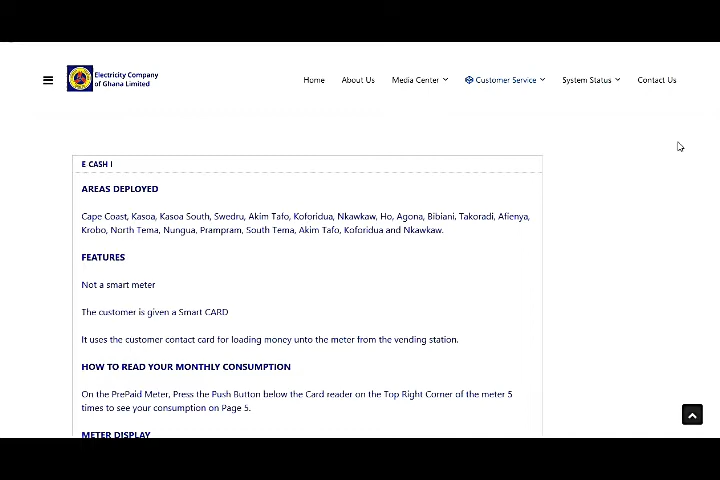 Electricity Company
of Ghana Limited
Home About Us Media Center Customer Service System Status Contact Us
E-CASH I
AREAS DEPLOYED
Cape Coast, Kasoa, Kasoa South, Swedru, Akim Tafo, Koforidua, Nkawkaw, Ho, Agona, Bibiani, Takoradi, Afienya,
Krobo, North Tema, Nungua, Prampram, South Tema, Akim Tafo, Koforidua and Nkawkaw.
FEATURES
Not a smart meter
The customer is given a Smart CARD
It uses the customer contact card for loading money unto the meter from the vending station.
HOW TO READ YOUR MONTHLY CONSUMPTION
On the PrePaid Meter, Press the Push Button below the Card reader on the Top Right Corner of the meter 5
times to see your consumption on Page 5.
METER DISPLAY